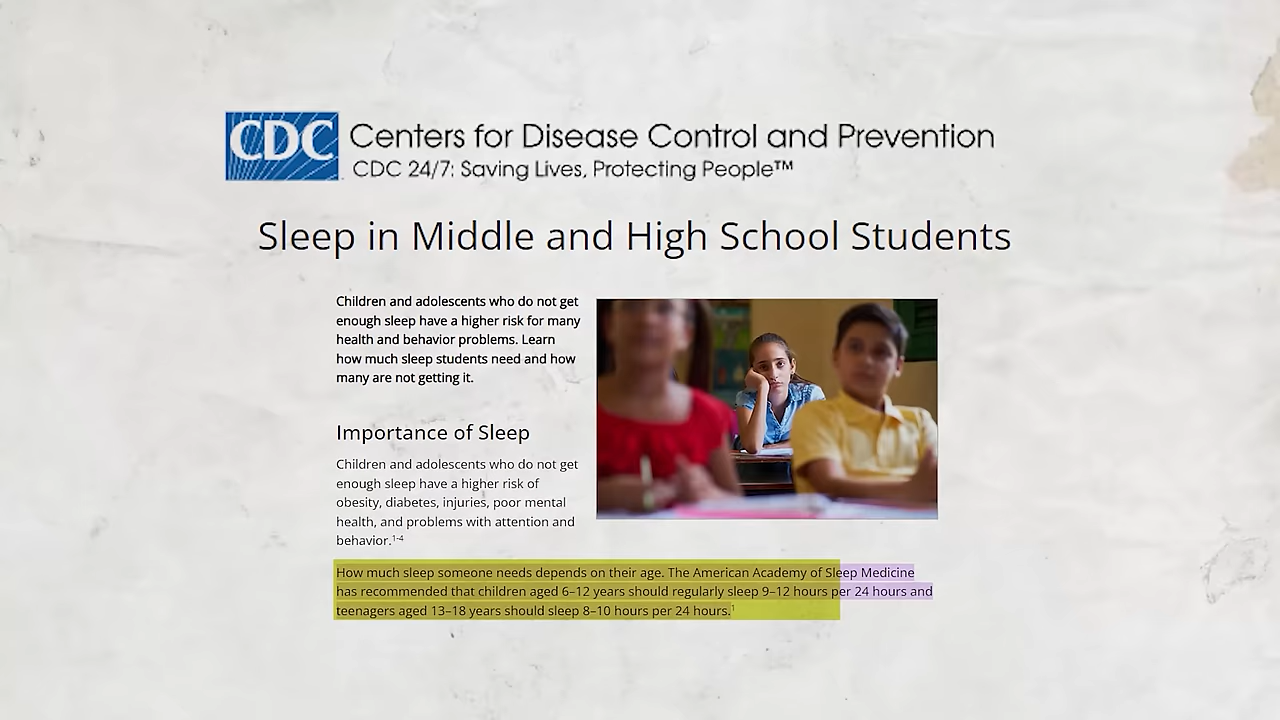 CDC Centers for Disease Control and Prevention
CDC 24/7: Saving Lives, Protecting People™
Sleep in Middle and High School Students
Children and adolescents who do not get
enough sleep have a higher risk for many
health and behavior problems. Learn
how much sleep students need and how
many are not getting it.
Importance of Sleep
Children and adolescents who do not get
enough sleep have a higher risk of
obesity, diabetes, injuries, poor mental
health, and problems with attention and
behavior.1-4
How much sleep someone needs depends on their age. The American Academy of Sleep Medicine
has recommended that children aged 6–12 years should regularly sleep 9–12 hours per 24 hours and
teenagers aged 13–18 years should sleep 8–10 hours per 24 hours.1